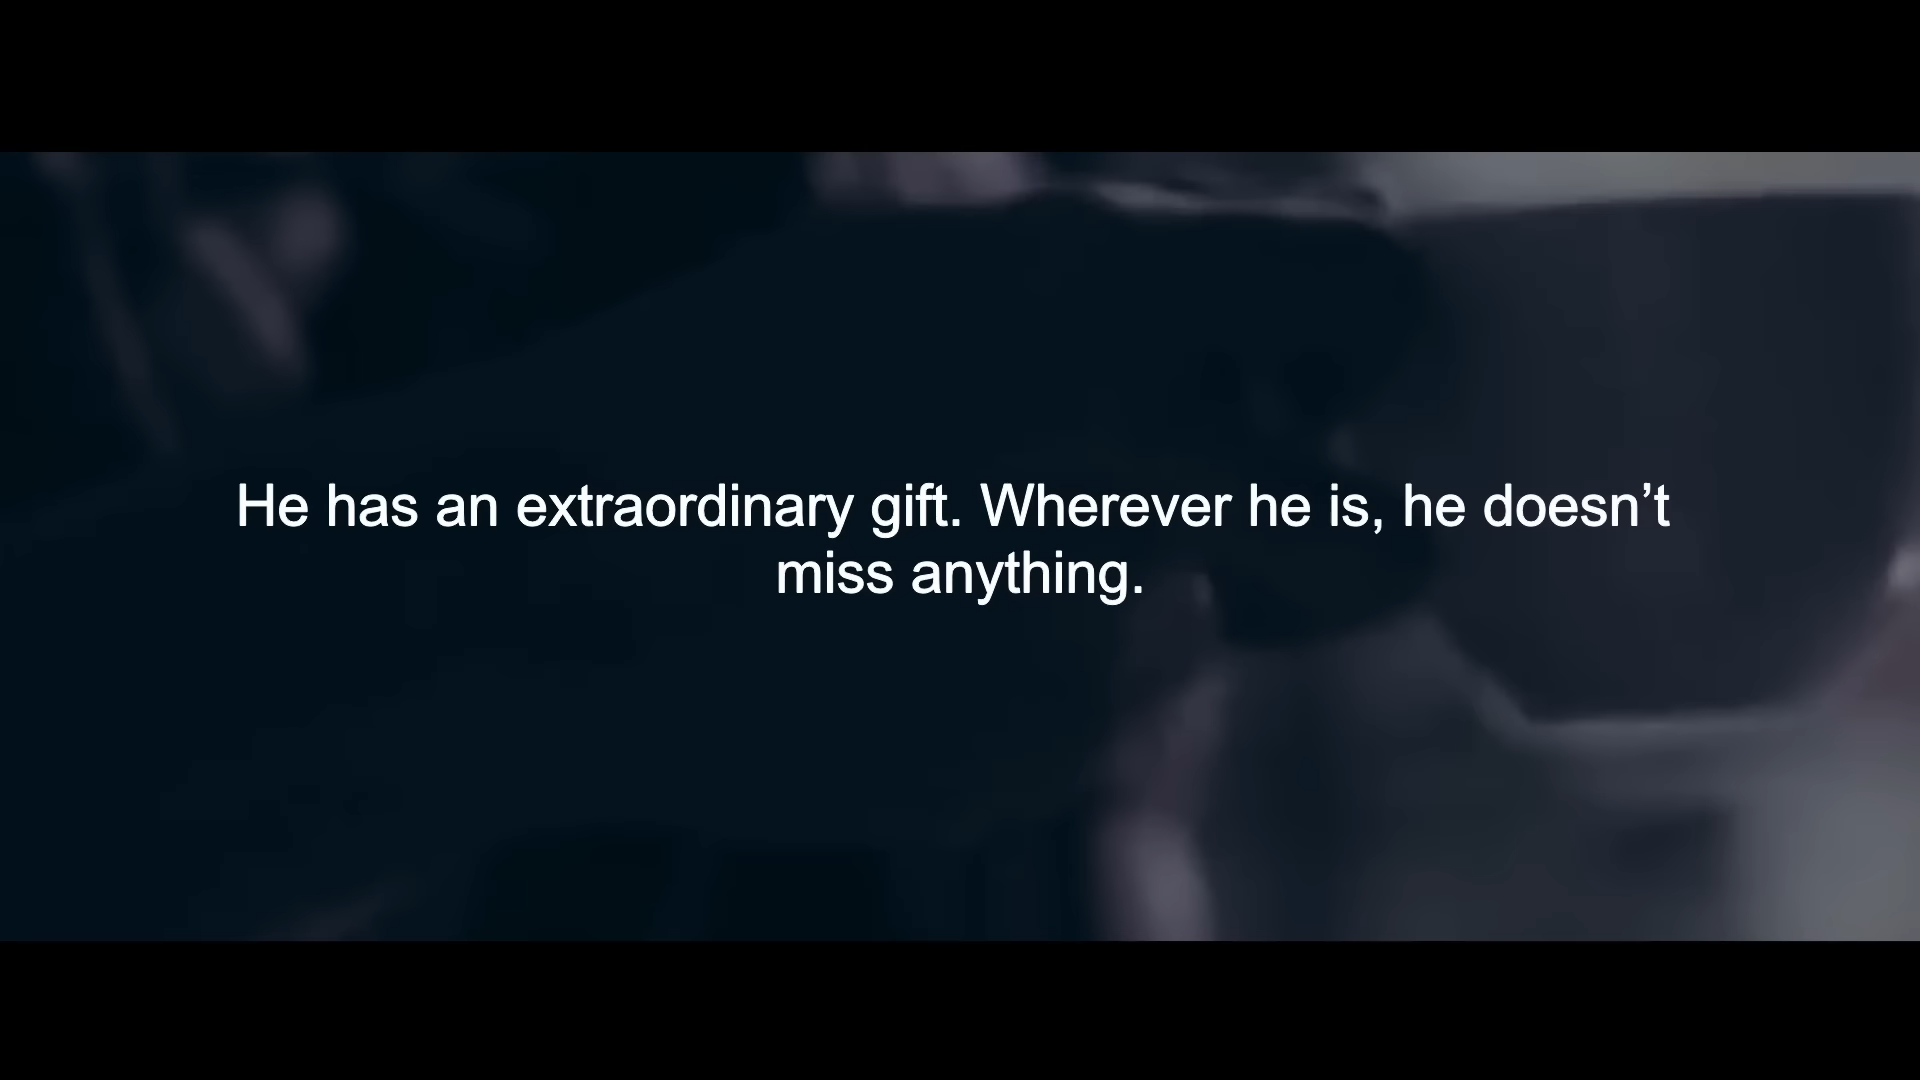 He has an extraordinary gift. Wherever he is, he doesn’t
miss anything.